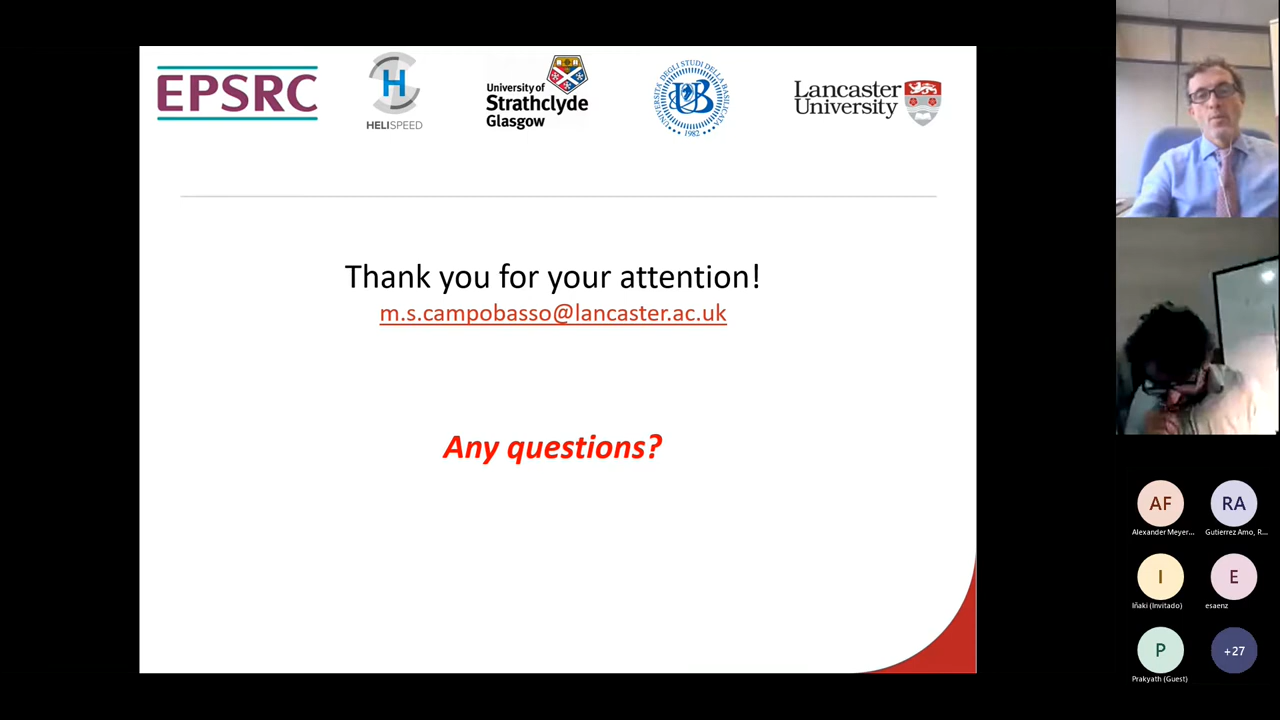 EPSRC
H
HELISPEED
University of
Strathclyde
Glasgow
UNIVERSITÀ DEGLI STUDI DELLA BASILICATA
UB
1982
Lancaster
University
Thank you for your attention!
m.s.campobasso@lancaster.ac.uk
Any questions?
AF
Alexander Meyer...
RA
Gutierrez Amo, R...
I
Iñaki (Invitado)
E
esaenz
P
Prakyath (Guest)
+27